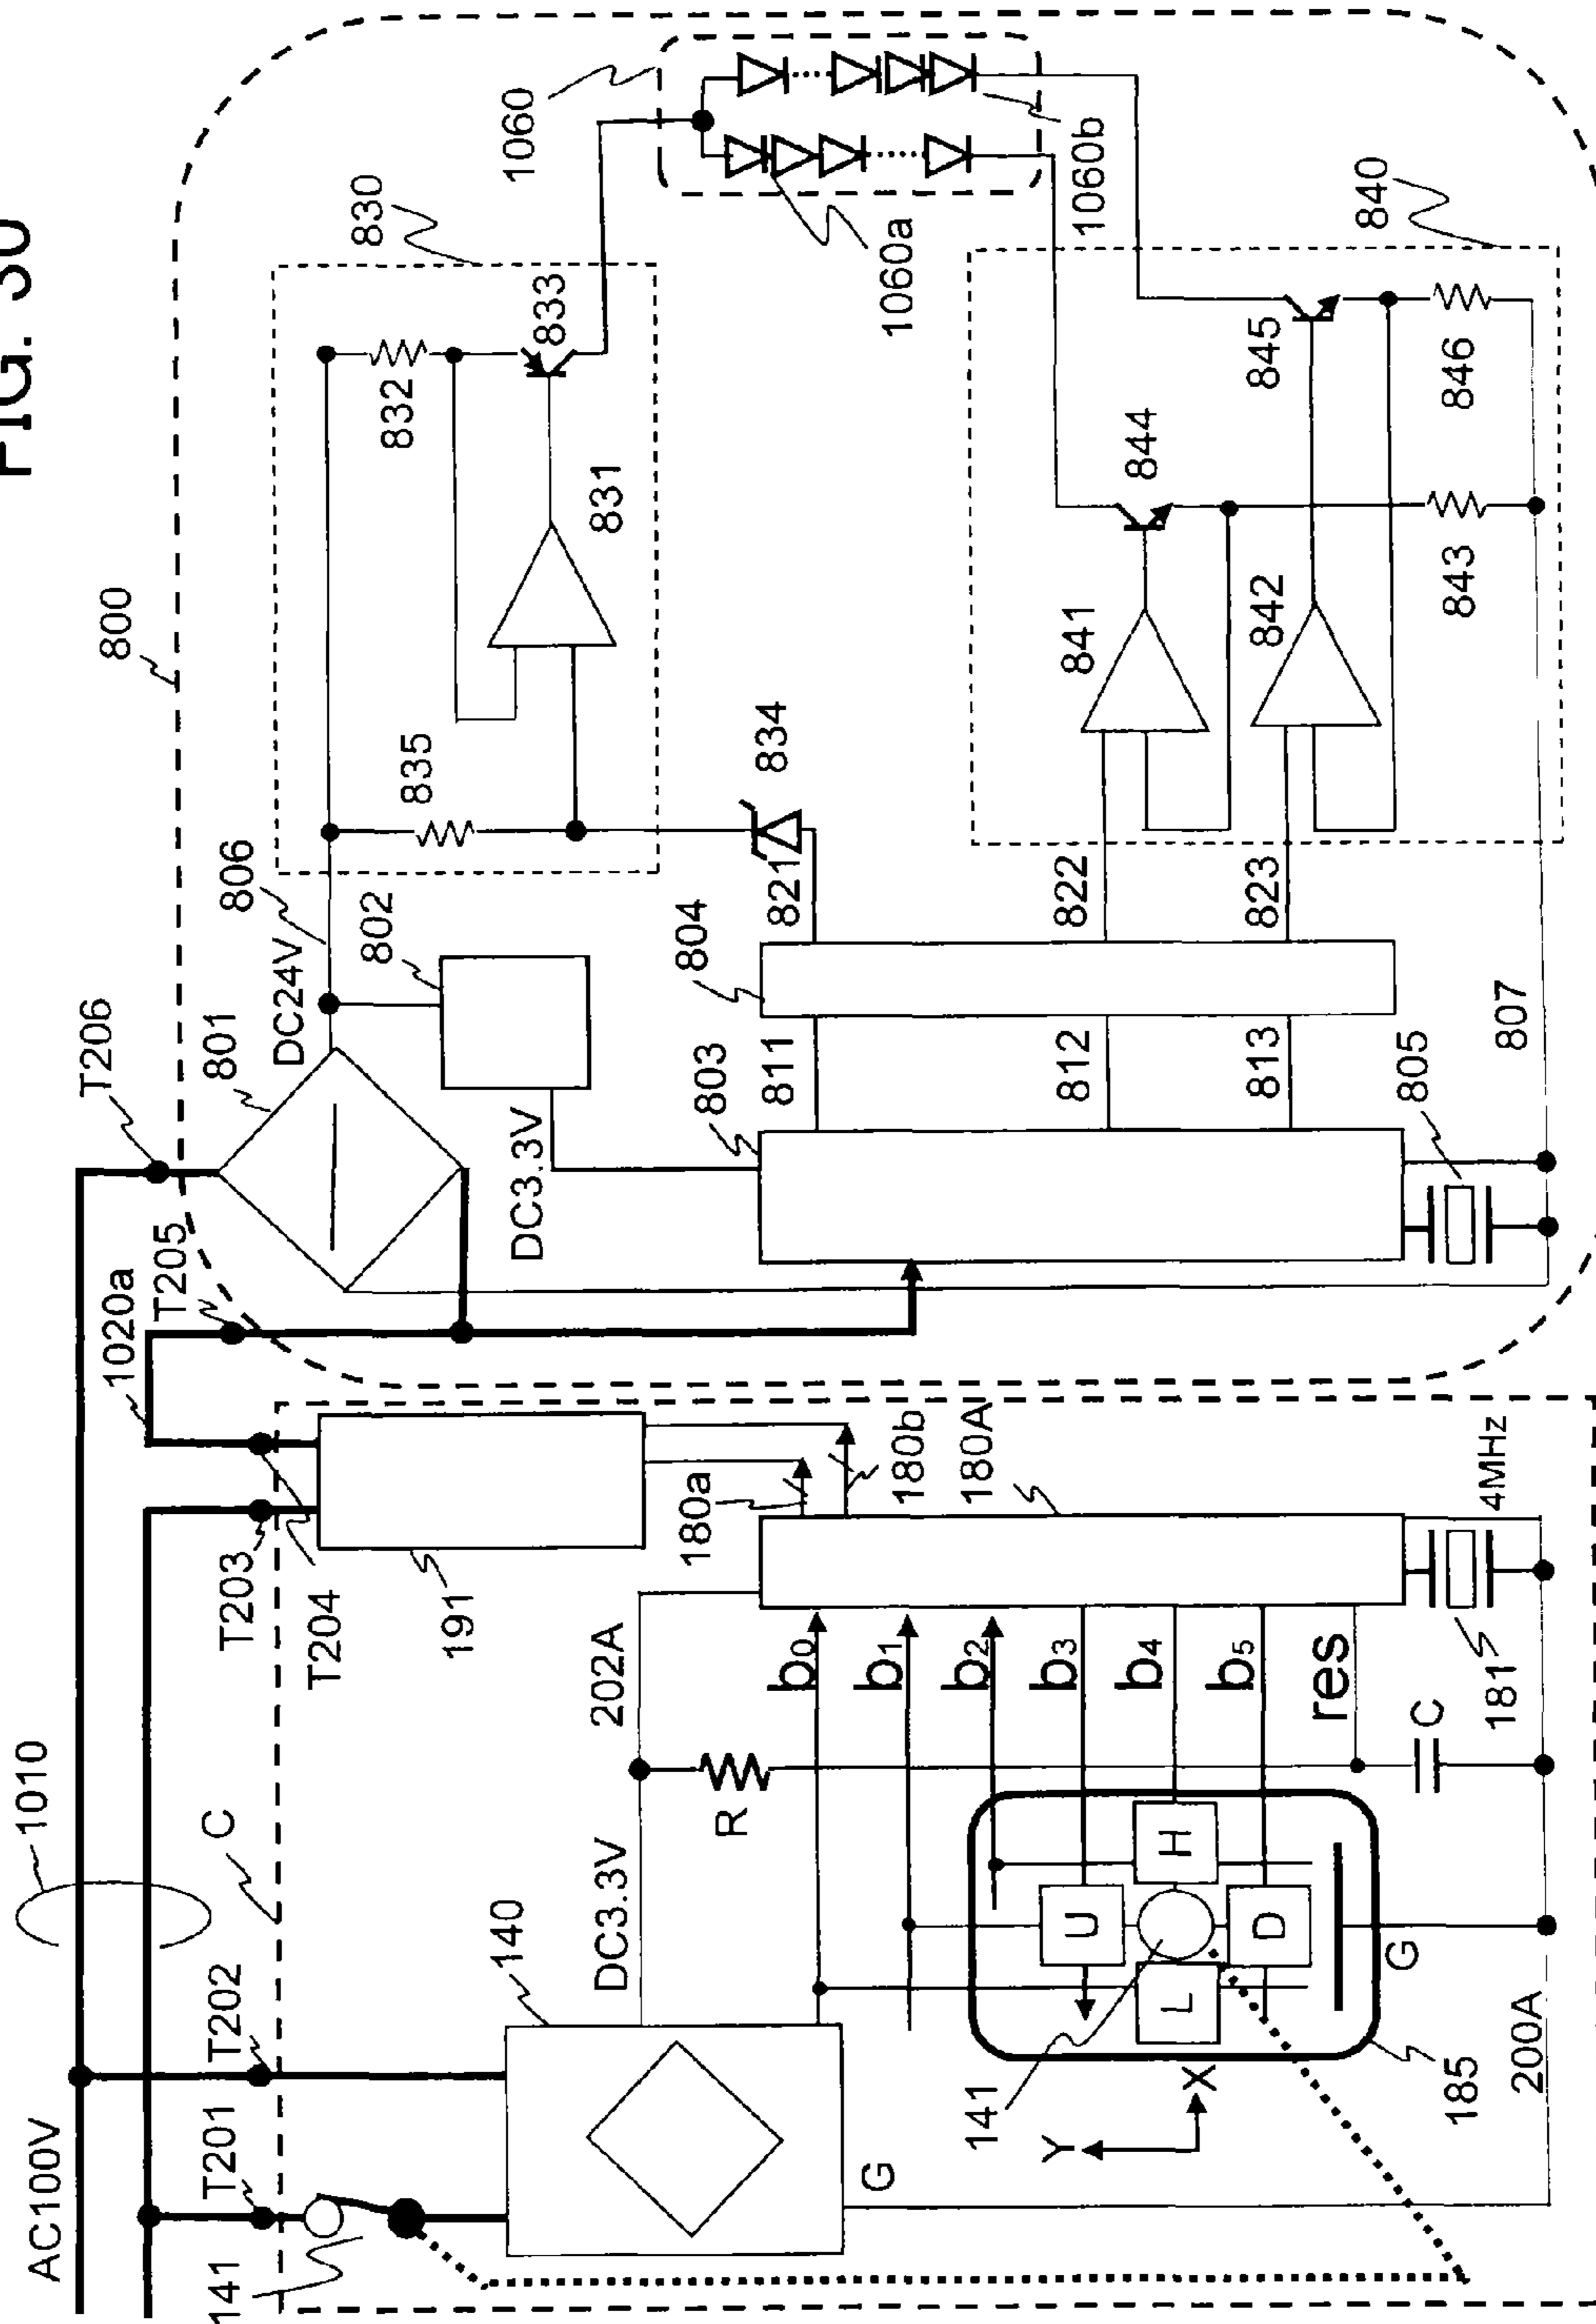 FIG. 30
AC100V
1010
1020a
T206
800
T201
T202
C
T203
T204
T205
801
DC24V
806
830
1060
141
140
191
802
835
832
833
831
DC3.3V
202A
180a
DC3.3V
803
804
821
834
1060a
1060b
R
b0
b1
b2
b3
b4
b5
res
180b
180A
811
812
813
822
823
841
842
844
845
840
Y
X
141
U
H
L
D
G
G
185
200A
C
181
4MHz
805
807
843
846